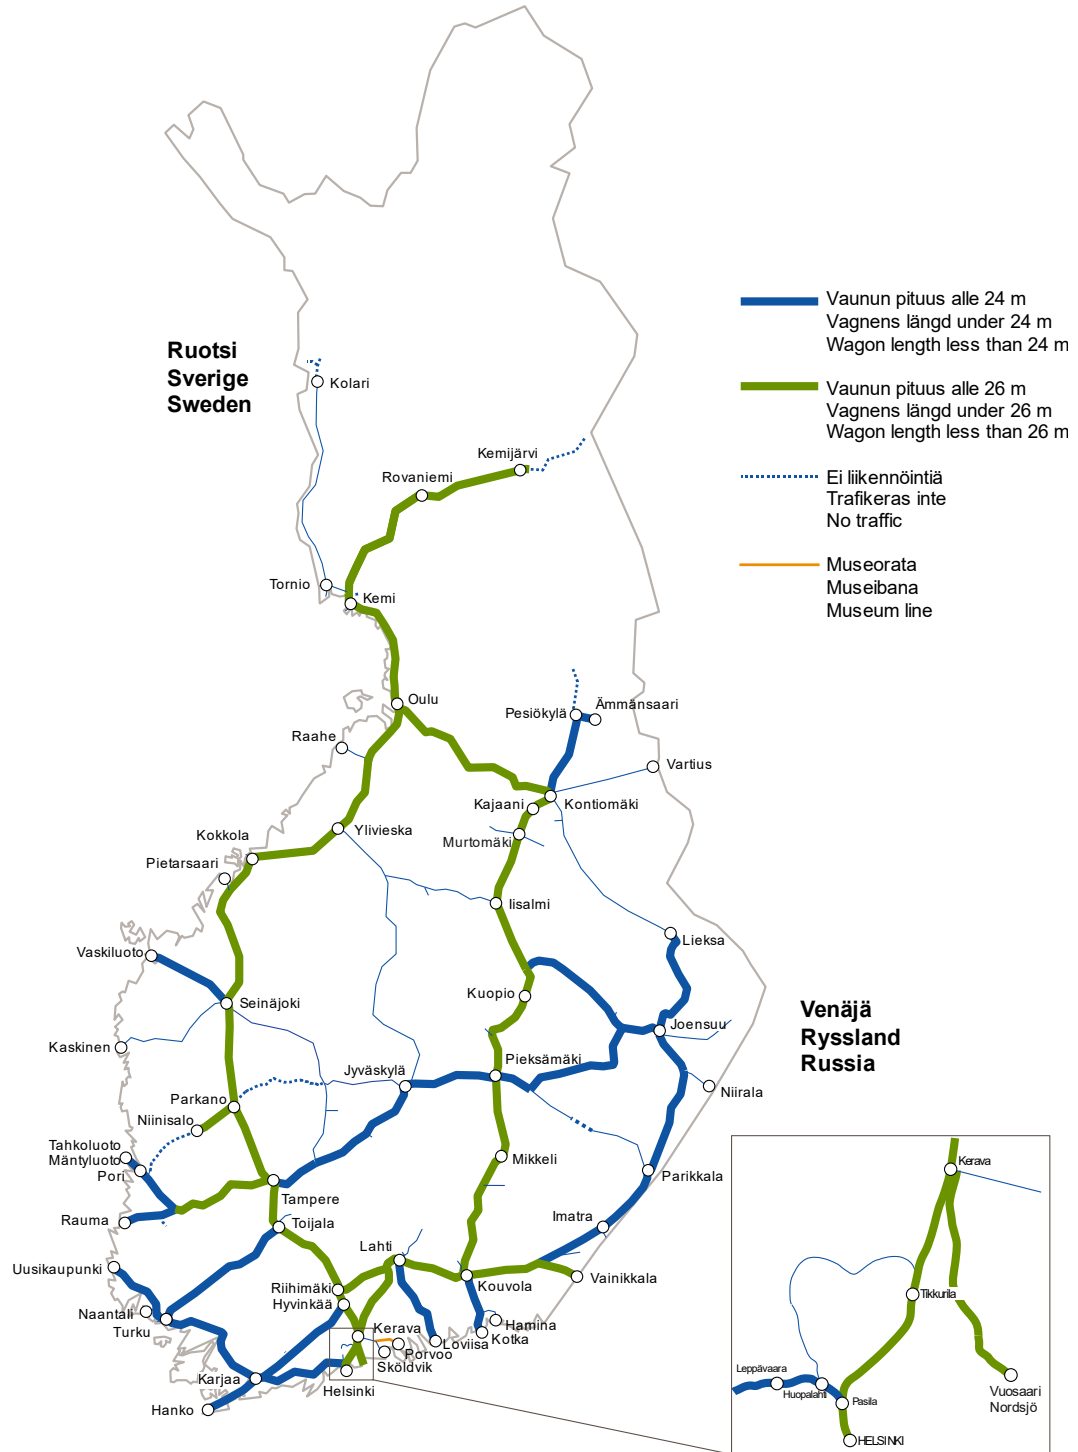 Ruotsi
Sverige
Sweden
Vaunun pituus alle 24 m
Vagnens längd under 24 m
Wagon length less than 24 m
Vaunun pituus alle 26 m
Vagnens längd under 26 m
Wagon length less than 26 m
Ei liikennöintiä
Trafikeras inte
No traffic
Museorata
Museibana
Museum line
Kolari
Kemijärvi
Rovaniemi
Tornio
Kemi
Oulu
Pesiökylä
Ämmänsaari
Raahe
Vartius
Kajaani
Kontiomäki
Ylivieska
Murtomäki
Kokkola
Pietarsaari
Iisalmi
Lieksa
Vaskiluoto
Kuopio
Seinäjoki
Joensuu
Kaskinen
Pieksämäki
Jyväskylä
Niirala
Parkano
Niinisalo
Tahkoluoto
Mäntyluoto
Pori
Mikkeli
Parikkala
Tampere
Rauma
Toijala
Imatra
Lahti
Uusikaupunki
Riihimäki
Kouvola
Vainikkala
Hyvinkää
Naantali
Turku
Kerava
Hamina
Kotka
Loviisa
Porvoo
Sköldvik
Karjaa
Helsinki
Hanko
Venäjä
Ryssland
Russia
Kerava
Tikkurila
Leppävaara
Huopalahti
Pasila
Vuosaari
Nordsjö
HELSINKI